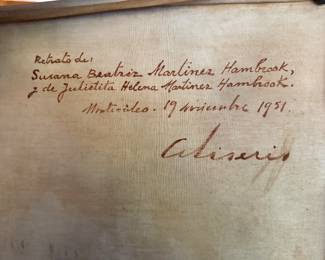 Retrato de:
Susana Beatriz Martinez Hambrook,
y de Julietita Helena Martinez Hambrook.
Montevideo. 19 noviembre 1951.